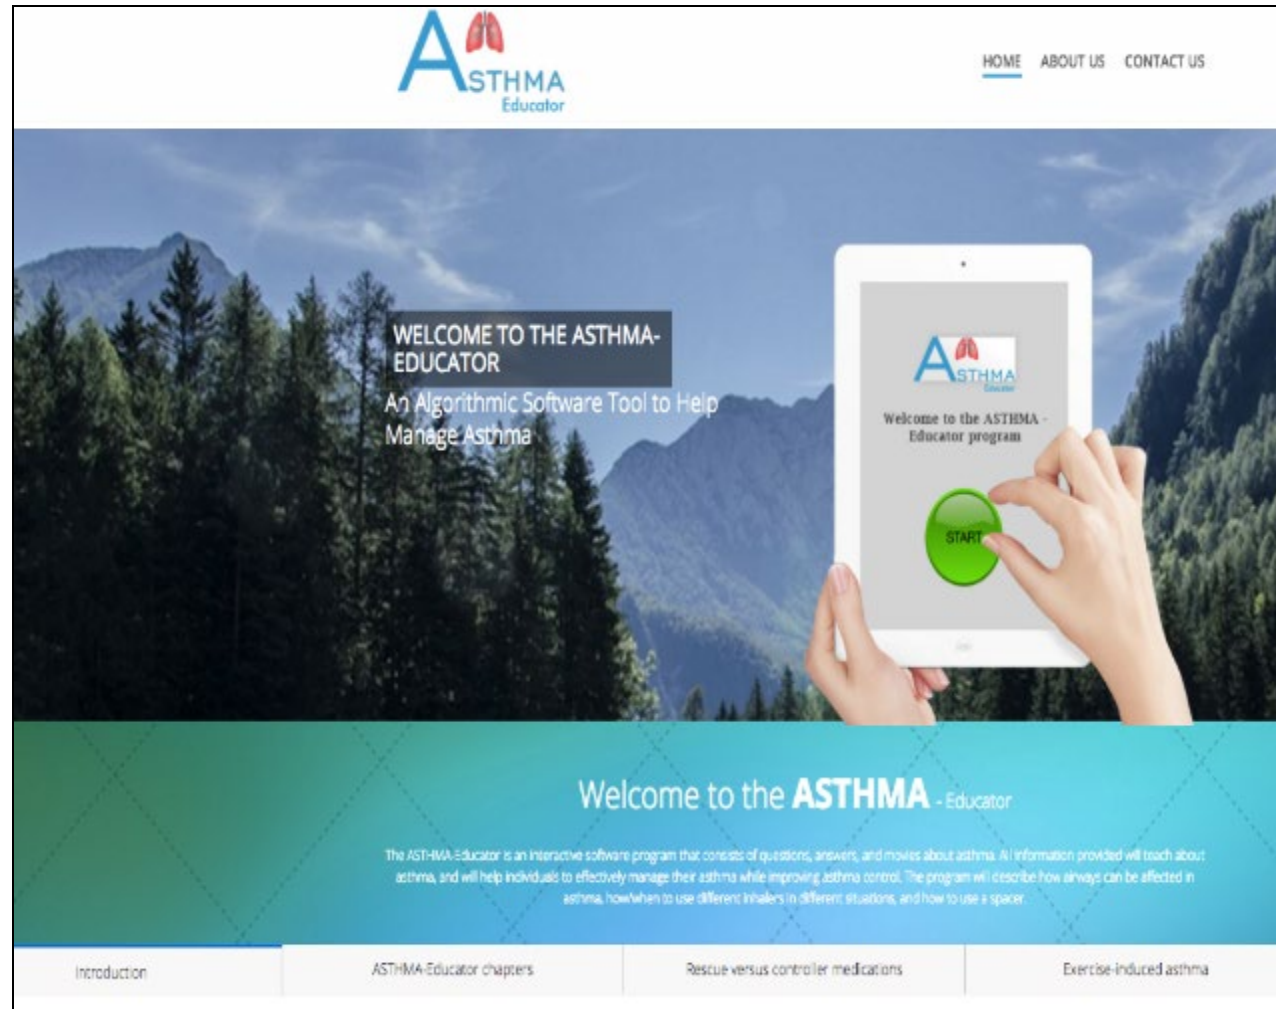 ASTHMA
Educator
HOME ABOUT US CONTACT US
WELCOME TO THE ASTHMA-
EDUCATOR
An Algorithmic Software Tool to Help
Manage Asthma
ASTHMA
Educator
Welcome to the ASTHMA -
Educator program
START
Welcome to the ASTHMA - Educator
The ASTHMA-Educator is an interactive software program that consists of questions, answers, and movies about asthma. All information provided will teach about
asthma, and will help individuals to effectively manage their asthma while improving asthma control. The program will describe how airways can be affected in
asthma, how/when to use different inhalers in different situations, and how to use a spacer.
Introduction ASTHMA-Educator chapters Rescue versus controller medications Exercise-induced asthma